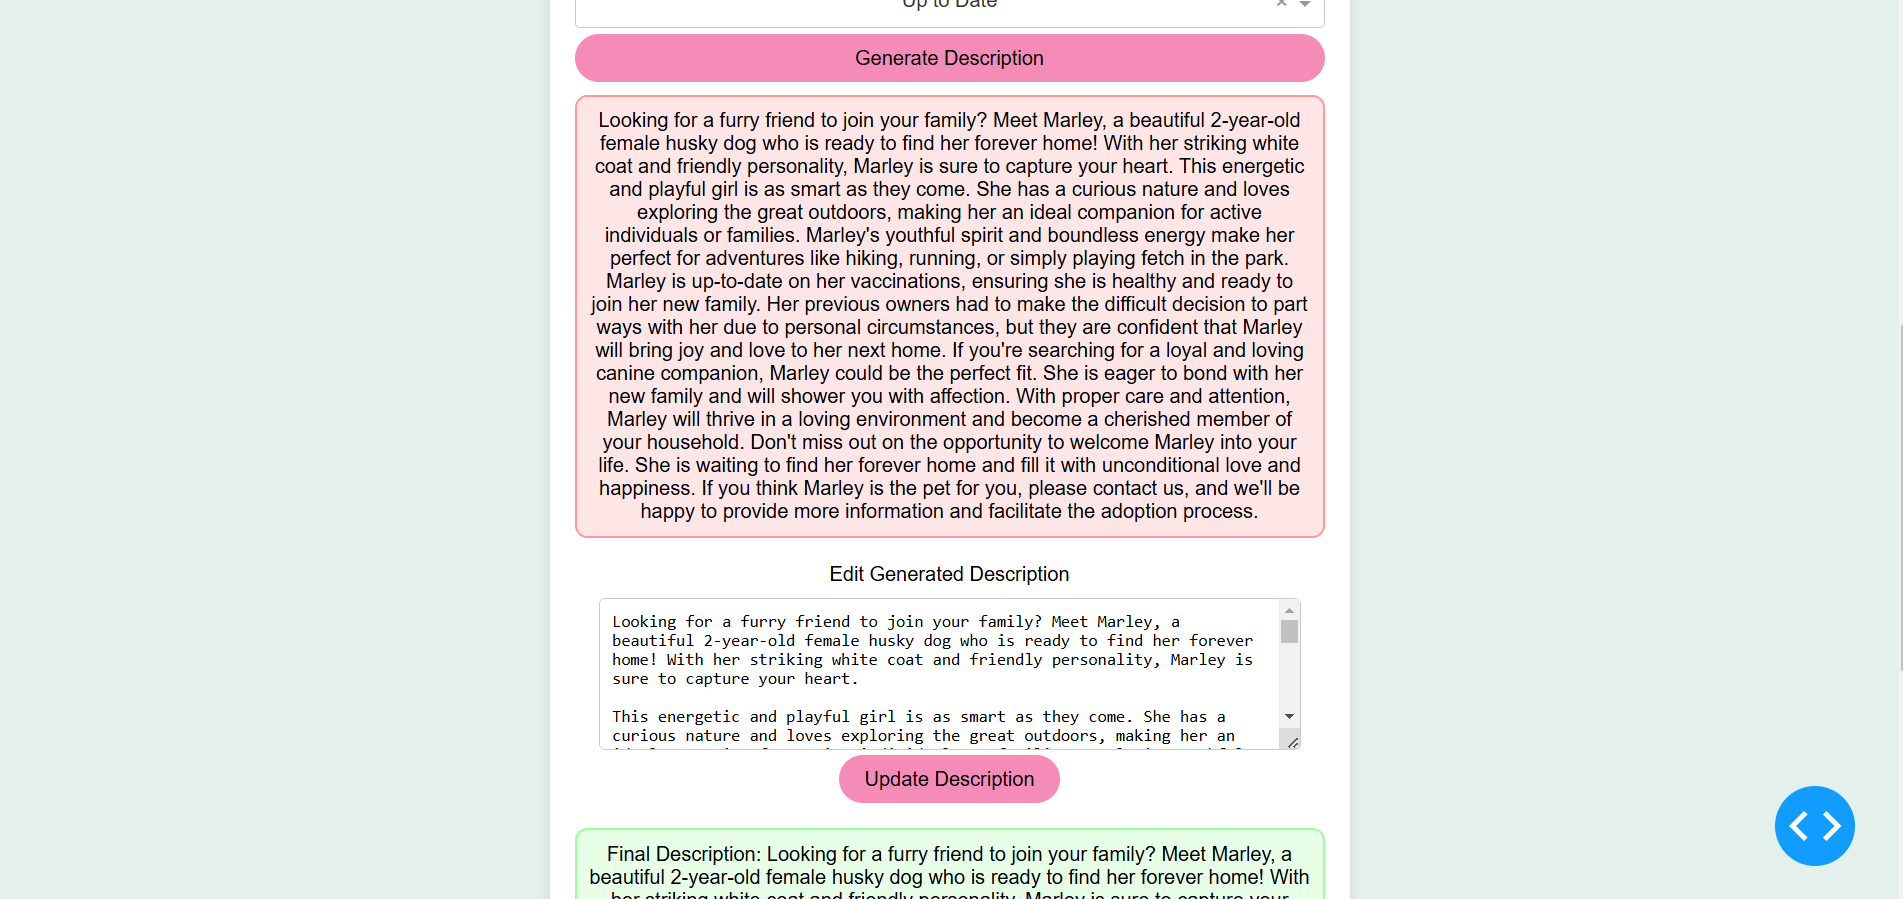 Up to Date
Generate Description
Looking for a furry friend to join your family? Meet Marley, a beautiful 2-year-old
female husky dog who is ready to find her forever home! With her striking white
coat and friendly personality, Marley is sure to capture your heart. This energetic
and playful girl is as smart as they come. She has a curious nature and loves
exploring the great outdoors, making her an ideal companion for active
individuals or families. Marley's youthful spirit and boundless energy make her
perfect for adventures like hiking, running, or simply playing fetch in the park.
Marley is up-to-date on her vaccinations, ensuring she is healthy and ready to
join her new family. Her previous owners had to make the difficult decision to part
ways with her due to personal circumstances, but they are confident that Marley
will bring joy and love to her next home. If you're searching for a loyal and loving
canine companion, Marley could be the perfect fit. She is eager to bond with her
new family and will shower you with affection. With proper care and attention,
Marley will thrive in a loving environment and become a cherished member of
your household. Don't miss out on the opportunity to welcome Marley into your
life. She is waiting to find her forever home and fill it with unconditional love and
happiness. If you think Marley is the pet for you, please contact us, and we'll be
happy to provide more information and facilitate the adoption process.
Edit Generated Description
Looking for a furry friend to join your family? Meet Marley, a
beautiful 2-year-old female husky dog who is ready to find her forever
home! With her striking white coat and friendly personality, Marley is
sure to capture your heart.
This energetic and playful girl is as smart as they come. She has a
curious nature and loves exploring the great outdoors, making her an
Update Description
Final Description: Looking for a furry friend to join your family? Meet Marley, a
beautiful 2-year-old female husky dog who is ready to find her forever home! With
her striking white coat and friendly personality, Marley is sure to capture your